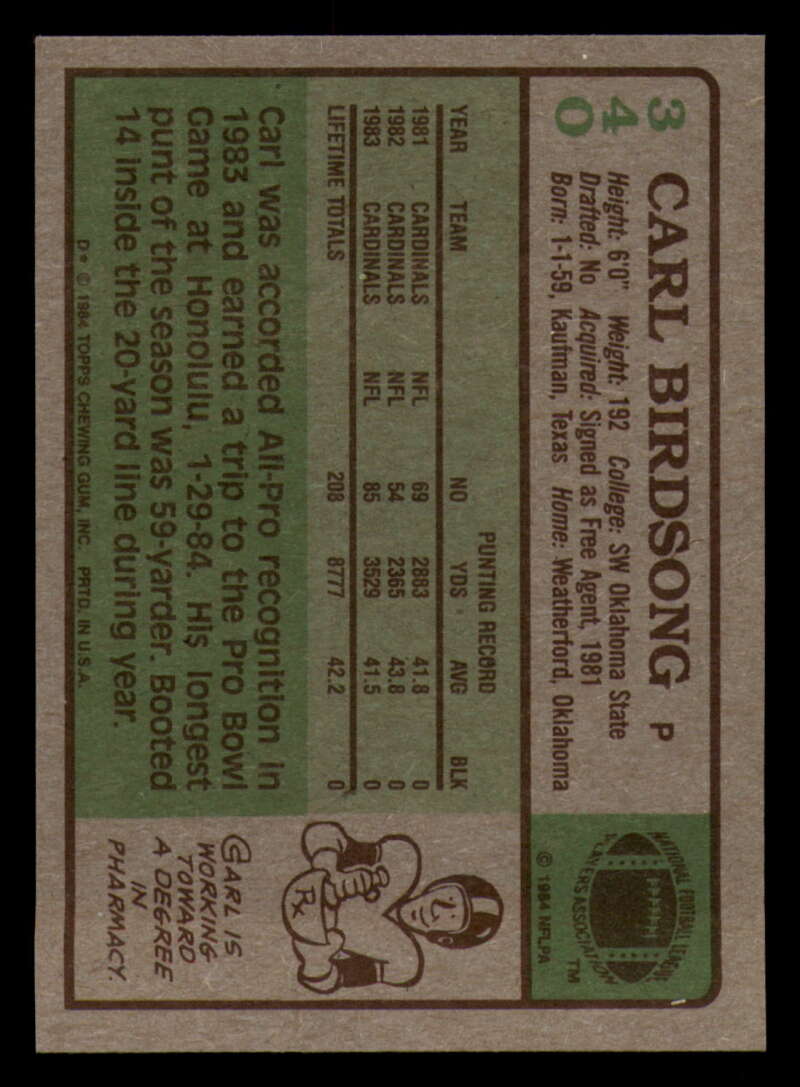 340
CARL BIRDSONG P
Height: 6'0" Weight: 192 College: SW Oklahoma State
Drafted: No Acquired: Signed as Free Agent, 1981
Born: 1-1-59, Kaufman, Texas Home: Weatherford, Oklahoma
NATIONAL FOOTBALL LEAGUE
PLAYERS ASSOCIATION
TM
© 1984 NFLPA
PUNTING RECORD
YEAR TEAM NO YDS AVG BLK
1981 CARDINALS NFL 69 2883 41.8 0
1982 CARDINALS NFL 54 2365 43.8 0
1983 CARDINALS NFL 85 3529 41.5 0
LIFETIME TOTALS 208 8777 42.2 0
Carl was accorded All-Pro recognition in
1983 and earned a trip to the Pro Bowl
Game at Honolulu, 1-29-84. His longest
punt of the season was 59-yarder. Booted
14 inside the 20-yard line during year.
D* © 1984 TOPPS CHEWING GUM, INC. PRTD. IN U.S.A.
Rx
CARL IS
WORKING
TOWARD
A DEGREE
IN
PHARMACY.